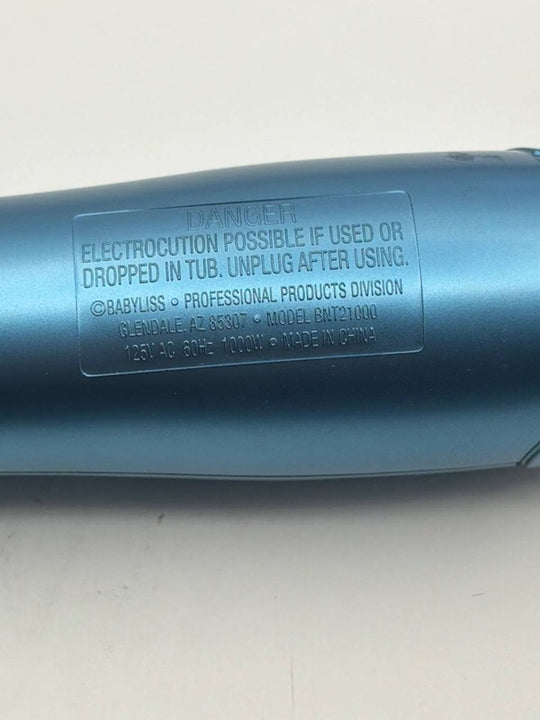 DANGER
ELECTROCUTION POSSIBLE IF USED OR
DROPPED IN TUB. UNPLUG AFTER USING.
©BABYLISS • PROFESSIONAL PRODUCTS DIVISION
GLENDALE, AZ 85307 • MODEL BNT21000
125V AC 60Hz 1000W • MADE IN CHINA